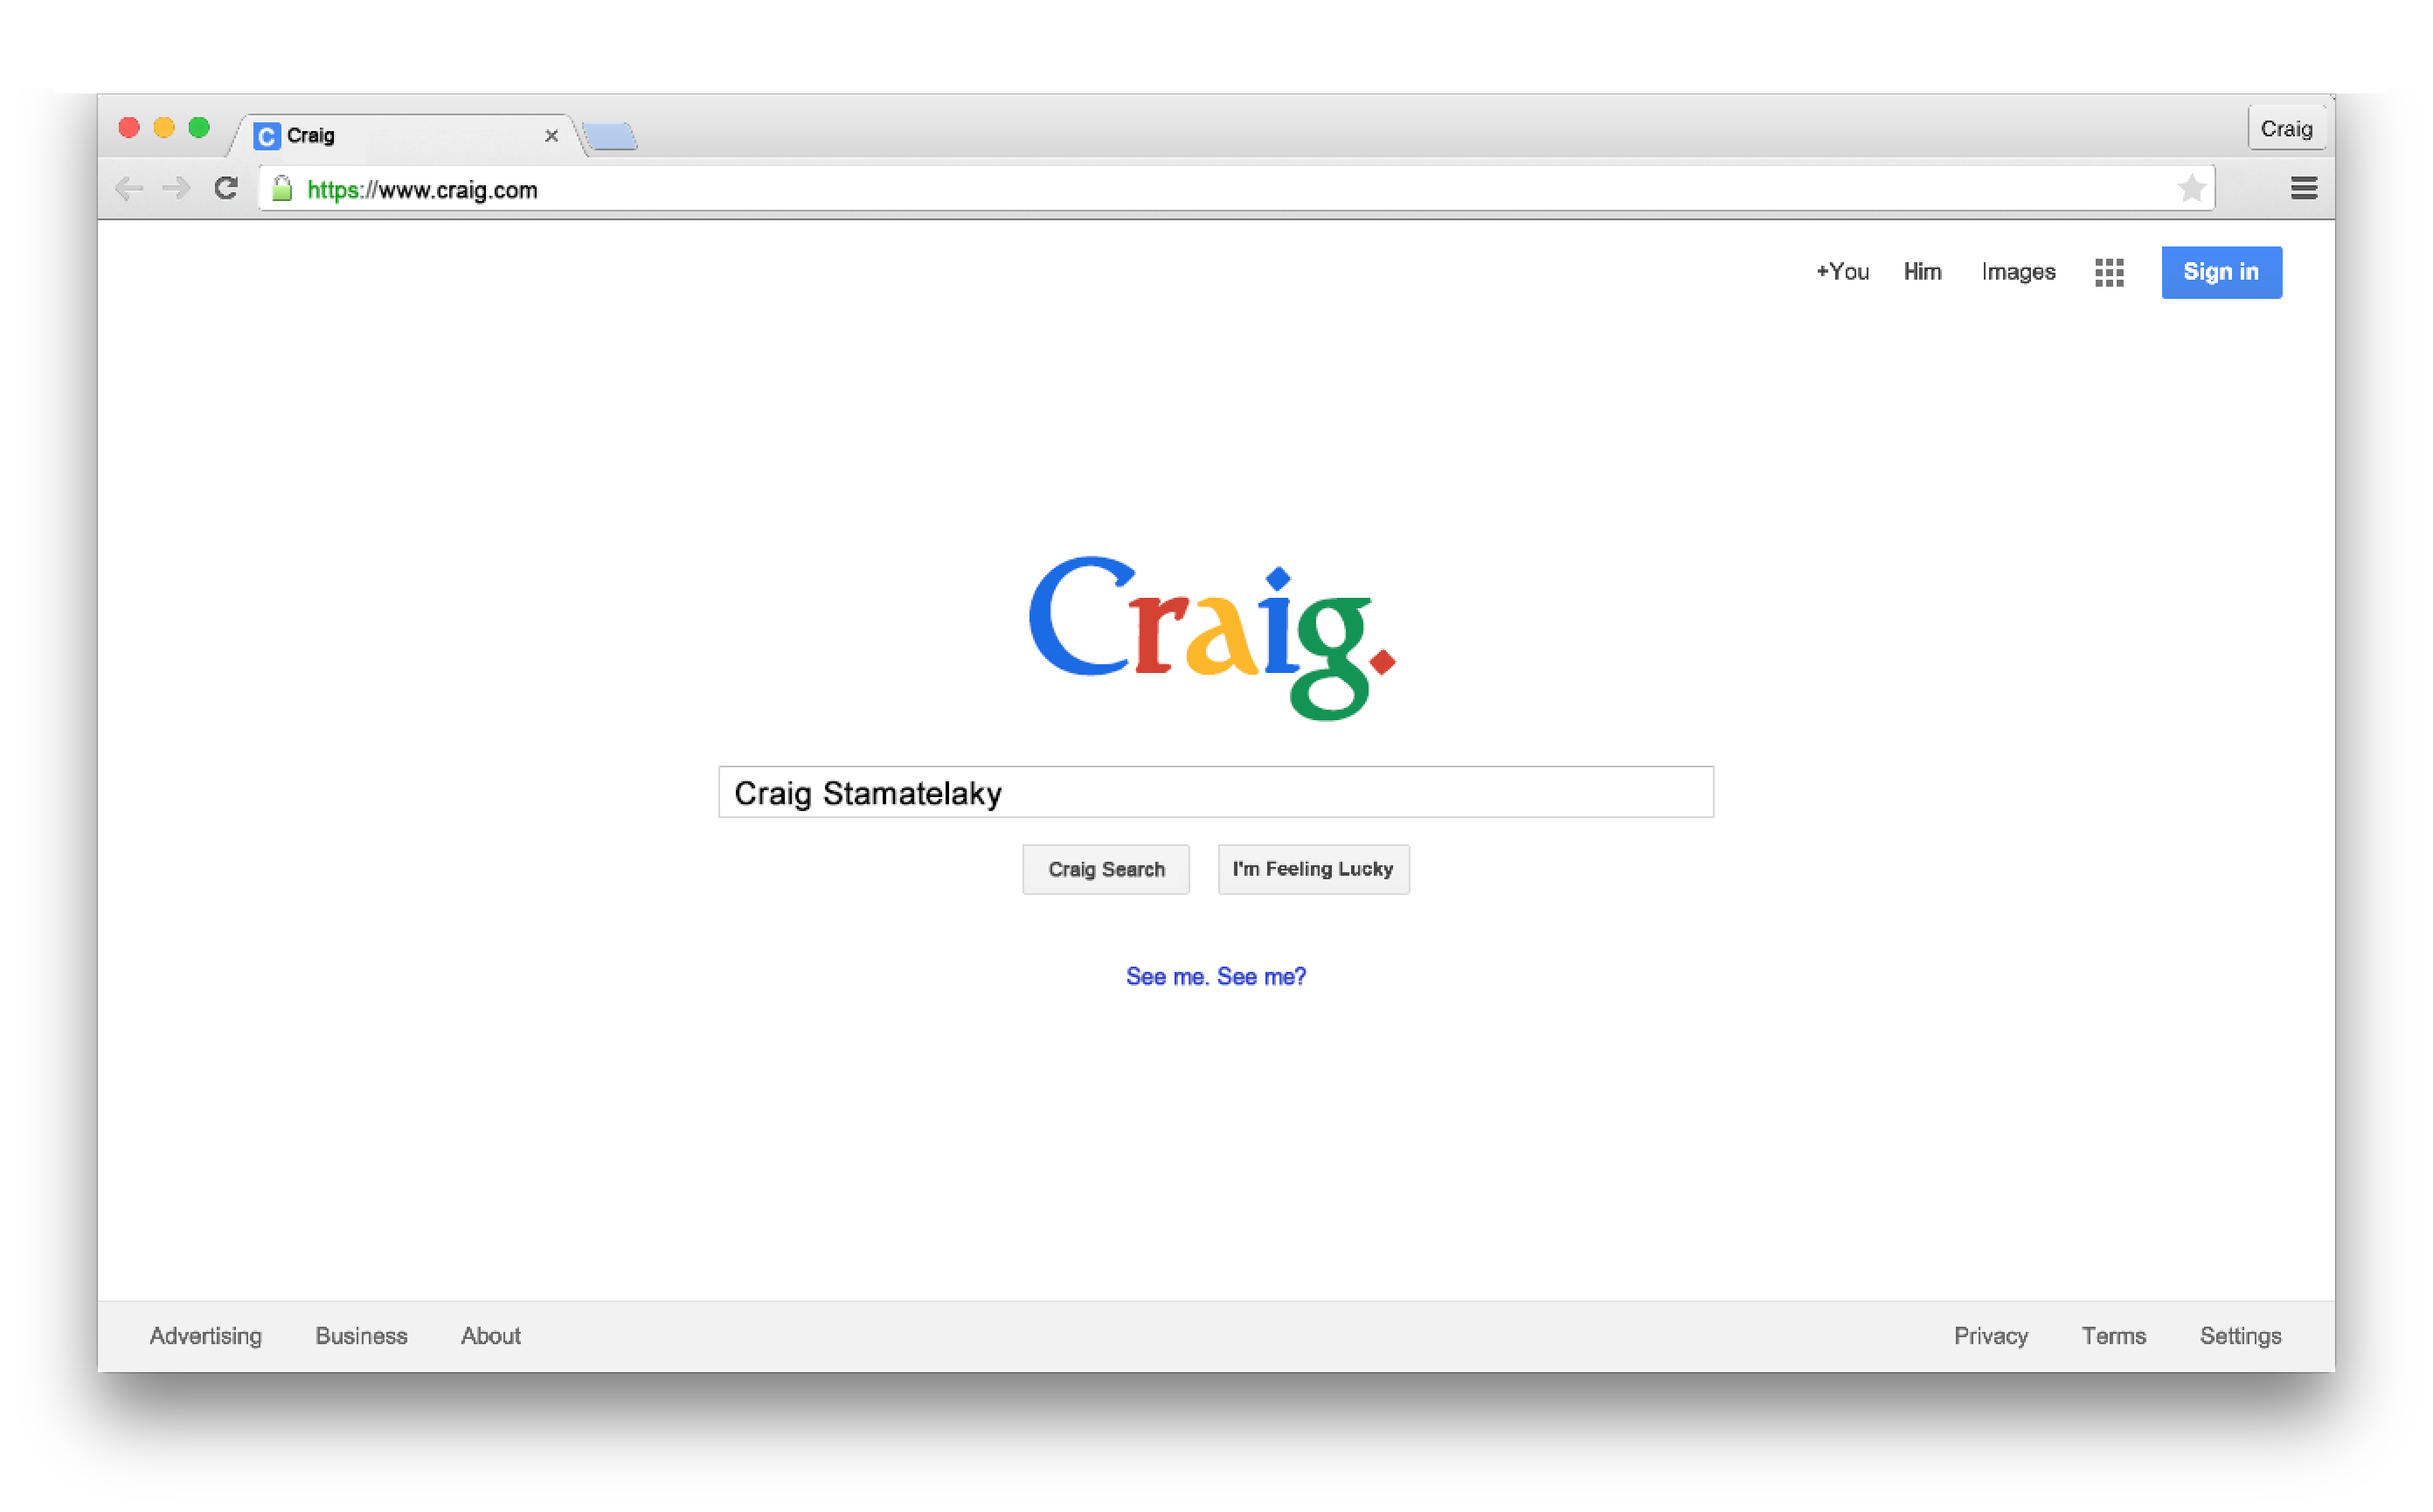 C Craig
Craig
https://www.craig.com
+You Him Images Sign in
Craig.
Craig Stamatelaky
Craig Search I'm Feeling Lucky
See me. See me?
Advertising Business About Privacy Terms Settings